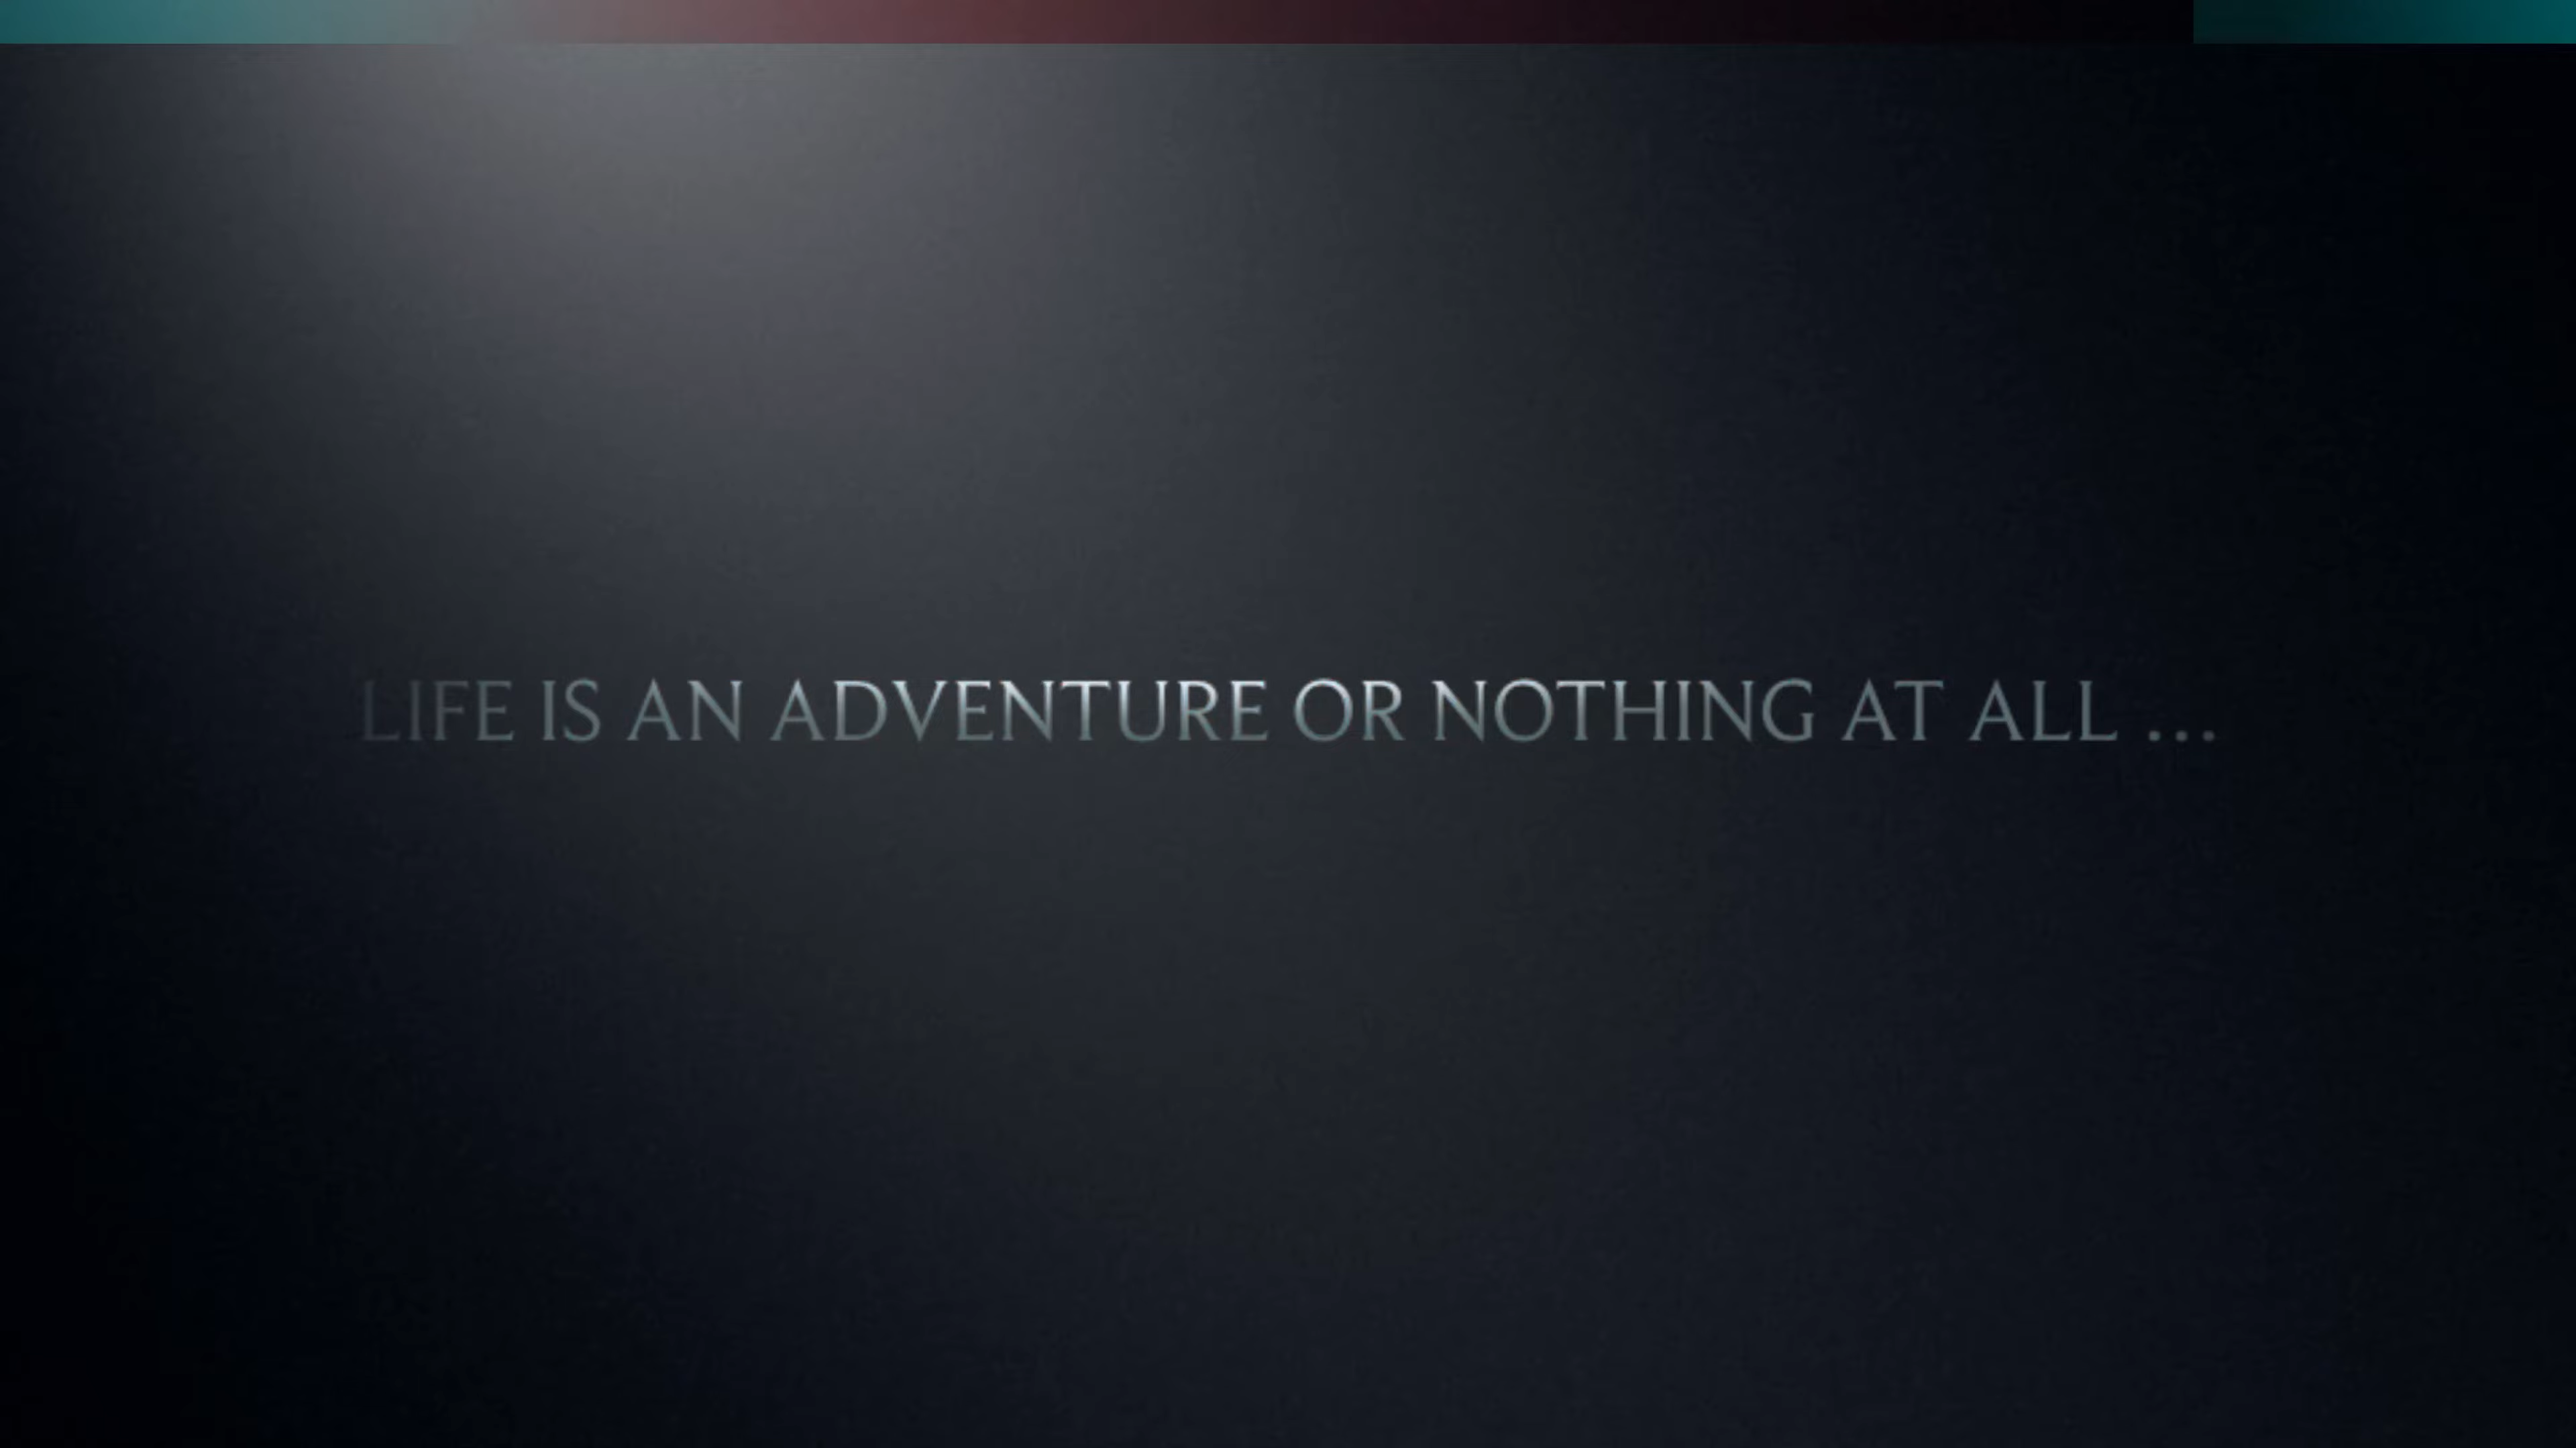 LIFE IS AN ADVENTURE OR NOTHING AT ALL ...